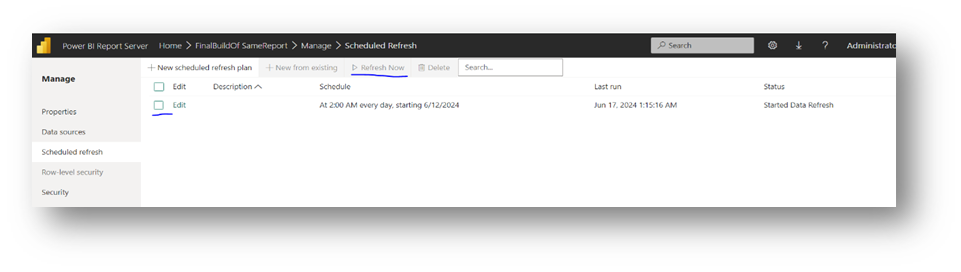 Power BI Report Server Home > FinalBuildOf SameReport > Manage > Scheduled Refresh Search ? Administrato
Manage
+ New scheduled refresh plan + New from existing Refresh Now Delete Search...
Edit Description Schedule Last run Status
Edit At 2:00 AM every day, starting 6/12/2024 Jun 17, 2024 1:15:16 AM Started Data Refresh
Properties
Data sources
Scheduled refresh
Row-level security
Security